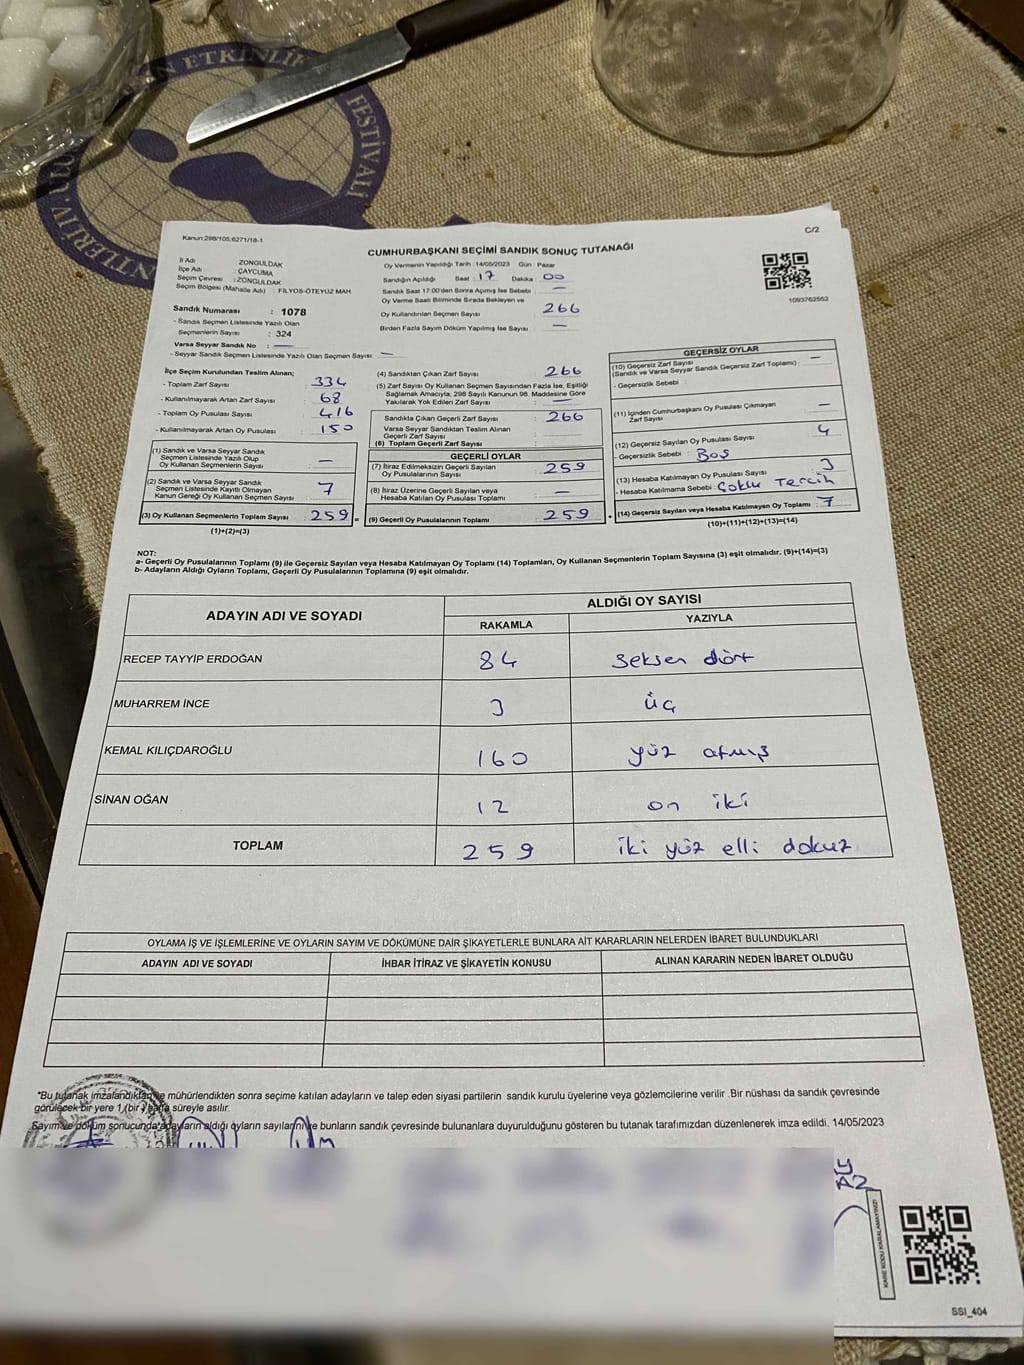 N ETKİNLİK
FESTİVALİ
NTLERİ IV.
Kanun:298/105,6271/18-1
C/2
CUMHURBAŞKANI SEÇİMİ SANDIK SONUÇ TUTANAĞI
İl Adı : ZONGULDAK
İlçe Adı : ÇAYCUMA
Seçim Çevresi : ZONGULDAK
Seçim Bölgesi (Mahalle Adı) : FİLYOS-ÖTEYÜZ MAH
Sandık Numarası : 1078
- Sandık Seçmen Listesinde Yazılı Olan
Seçmenlerin Sayısı : 324
Varsa Seyyar Sandık No : —
- Seyyar Sandık Seçmen Listesinde Yazılı Olan Seçmen Sayısı: —
Oy Vermenin Yapıldığı Tarih : 14/05/2023 Gün : Pazar
Sandığın Açıldığı Saat : 17 Dakika : 00
Sandık Saat 17:00'den Sonra Açımış İse Sebebi : —
Oy Verme Saati Bitiminde Sırada Bekleyen ve
Oy Kullandırılan Seçmen Sayısı : 266
Birden Fazla Sayım Döküm Yapılmış İse Sayısı : —
1093762562
İlçe Seçim Kurulundan Teslim Alınan;
- Toplam Zarf Sayısı : 334
- Kullanılmayarak Artan Zarf Sayısı : 68
- Toplam Oy Pusulası Sayısı : 416
- Kullanılmayarak Artan Oy Pusulası : 150
(1) Sandık ve Varsa Seyyar Sandık
Seçmen Listesinde Yazılı Olup
Oy Kullanan Seçmenlerin Sayısı : —
(2) Sandık ve Varsa Seyyar Sandık
Seçmen Listesinde Kayıtlı Olmayan
Kanun Gereği Oy Kullanan Seçmen Sayısı : 7
(3) Oy Kullanan Seçmenlerin Toplam Sayısı : 259 =
(1)+(2)=(3)
(4) Sandıktan Çıkan Zarf Sayısı : 266
(5) Zarf Sayısı Oy Kullanan Seçmen Sayısından Fazla İse, Eşitliği
Sağlamak Amacıyla; 298 Sayılı Kanunun 98. Maddesine Göre
Yakılarak Yok Edilen Zarf Sayısı : —
Sandıkta Çıkan Geçerli Zarf Sayısı : 266
Varsa Seyyar Sandıktan Teslim Alınan
Geçerli Zarf Sayısı :
(6) Toplam Geçerli Zarf Sayısı :
GEÇERLİ OYLAR
(7) İtiraz Edilmeksizin Geçerli Sayılan
Oy Pusulalarının Sayısı : 259
(8) İtiraz Üzerine Geçerli Sayılan veya
Hesaba Katılan Oy Pusulası Toplamı : —
(9) Geçerli Oy Pusulalarının Toplamı : 259 +
GEÇERSİZ OYLAR
(10) Geçersiz Zarf Sayısı
(Sandık ve Varsa Seyyar Sandık Geçersiz Zarf Toplamı) : —
- Geçersizlik Sebebi :
(11) İçinden Cumhurbaşkanı Oy Pusulası Çıkmayan
Zarf Sayısı : —
(12) Geçersiz Sayılan Oy Pusulası Sayısı : 4
- Geçersizlik Sebebi : Boş
(13) Hesaba Katılmayan Oy Pusulası Sayısı : 3
- Hesaba Katılmama Sebebi : Çoklu Tercih
(14) Geçersiz Sayılan veya Hesaba Katılmayan Oy Toplamı : 7
(10)+(11)+(12)+(13)=(14)
NOT:
a- Geçerli Oy Pusulalarının Toplamı (9) ile Geçersiz Sayılan veya Hesaba Katılmayan Oy Toplamı (14) Toplamları, Oy Kullanan Seçmenlerin Toplam Sayısına (3) eşit olmalıdır. (9)+(14)=(3)
b- Adayların Aldığı Oyların Toplamı, Geçerli Oy Pusulalarının Toplamına (9) eşit olmalıdır.
ADAYIN ADI VE SOYADI ALDIĞI OY SAYISI
RAKAMLA YAZIYLA
RECEP TAYYİP ERDOĞAN 84 seksen dört
MUHARREM İNCE 3 üç
KEMAL KILIÇDAROĞLU 160 yüz atmış
SİNAN OĞAN 12 on iki
TOPLAM 259 iki yüz elli dokuz
OYLAMA İŞ VE İŞLEMLERİNE VE OYLARIN SAYIM VE DÖKÜMÜNE DAİR ŞİKAYETLERLE BUNLARA AİT KARARLARIN NELERDEN İBARET BULUNDUKLARI
ADAYIN ADI VE SOYADI İHBAR İTİRAZ VE ŞİKAYETİN KONUSU ALINAN KARARIN NEDEN İBARET OLDUĞU
*Bu tutanak imzalandıktan ve mühürlendikten sonra seçime katılan adayların ve talep eden siyasi partilerin sandık kurulu üyelerine veya gözlemcilerine verilir. Bir nüshası da sandık çevresinde
görülecek bir yere 1 (bir) hafta süreyle asılır.
Sayım ve döküm sonucunda adayların aldığı oyların sayılarını ve bunların sandık çevresinde bulunanlara duyurulduğunu gösteren bu tutanak tarafımızdan düzenlenerek imza edildi. 14/05/2023
KARE KODU KARALAMAYINIZ!
SSI_404